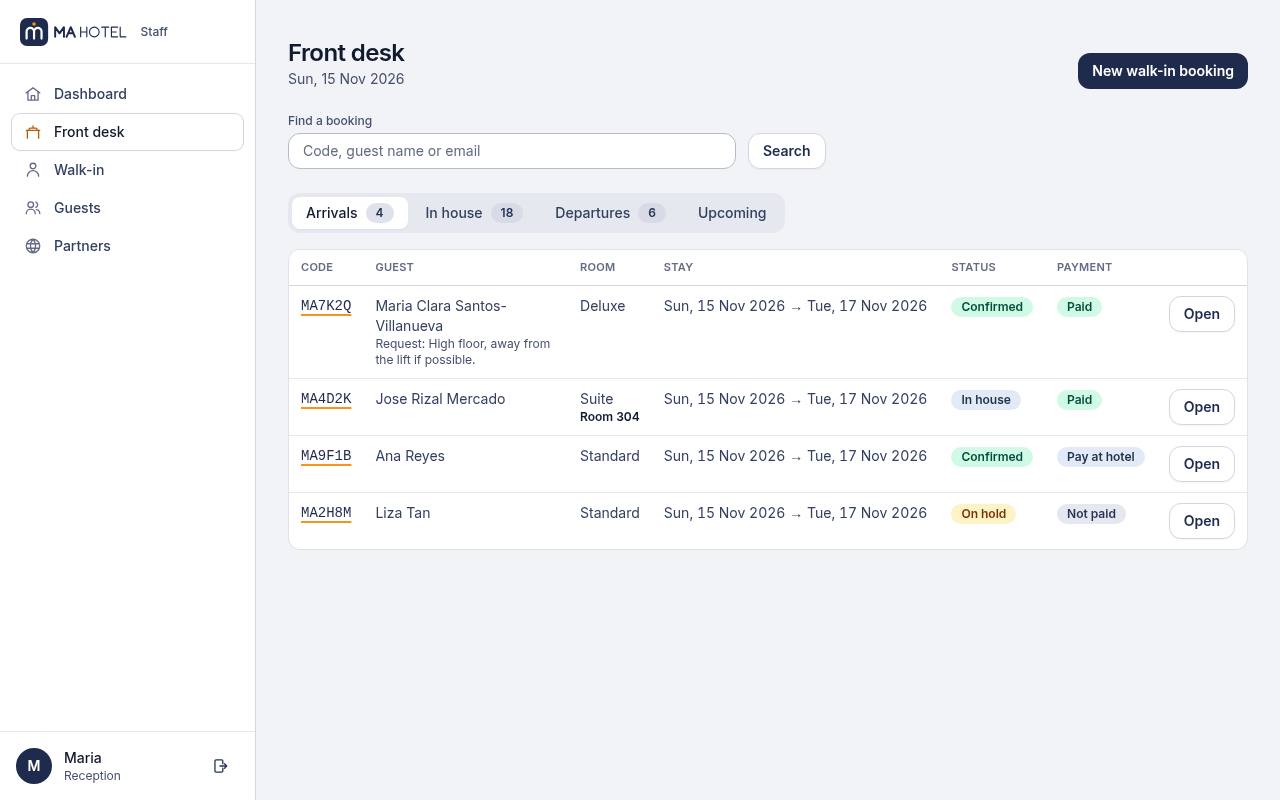 MA HOTEL Staff
Dashboard
Front desk
Walk-in
Guests
Partners
Maria
Reception
M
Front desk
Sun, 15 Nov 2026
New walk-in booking
Find a booking
Code, guest name or email
Search
Arrivals 4 In house 18 Departures 6 Upcoming
CODE GUEST ROOM STAY STATUS PAYMENT
MA7K2Q Maria Clara Santos- Deluxe Sun, 15 Nov 2026 → Tue, 17 Nov 2026 Confirmed Paid Open
Villanueva
Request: High floor, away from
the lift if possible.
MA4D2K Jose Rizal Mercado Suite Sun, 15 Nov 2026 → Tue, 17 Nov 2026 In house Paid Open
Room 304
MA9F1B Ana Reyes Standard Sun, 15 Nov 2026 → Tue, 17 Nov 2026 Confirmed Pay at hotel Open
MA2H8M Liza Tan Standard Sun, 15 Nov 2026 → Tue, 17 Nov 2026 On hold Not paid Open